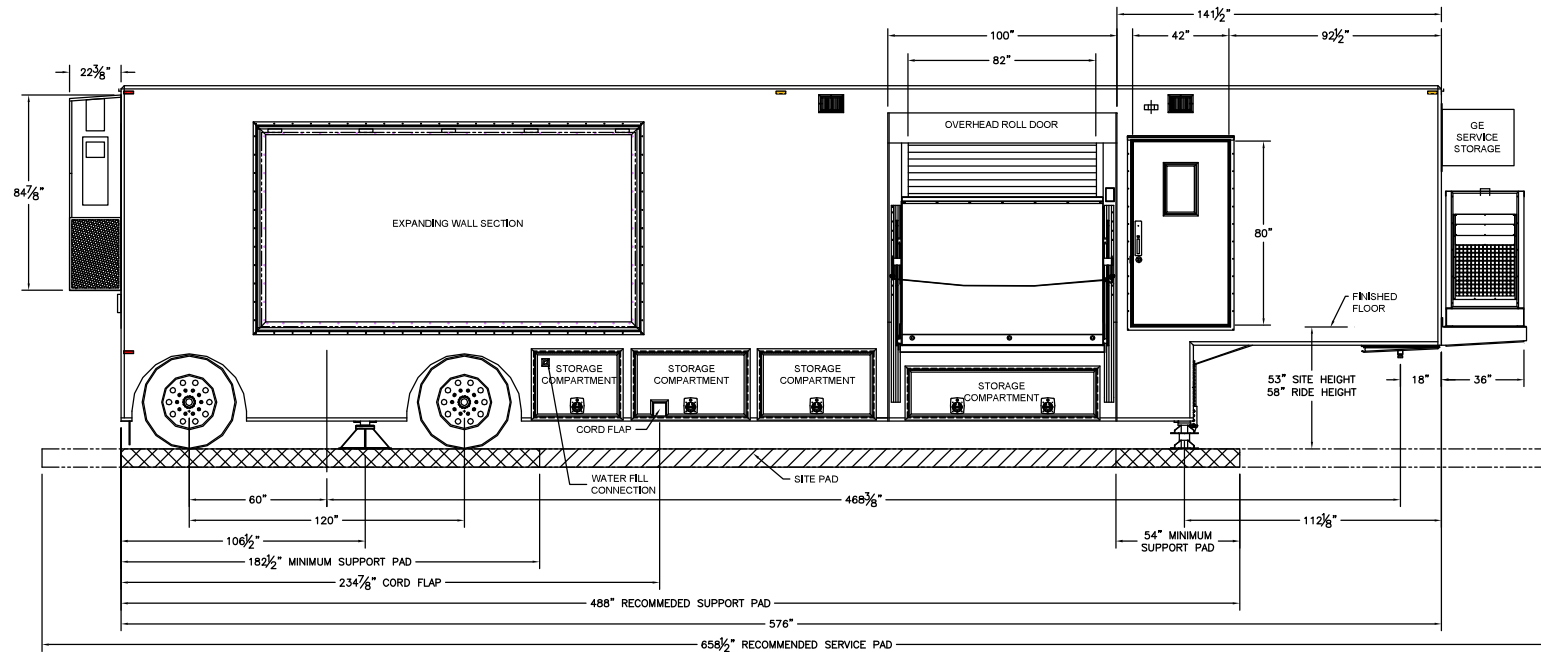 141½"
100"
42"
92½"
82"
22⅜"
OVERHEAD ROLL DOOR
GE
SERVICE
STORAGE
84⅞"
EXPANDING WALL SECTION
80"
FINISHED
FLOOR
STORAGE
COMPARTMENT
STORAGE
COMPARTMENT
STORAGE
COMPARTMENT
STORAGE
COMPARTMENT
53" SITE HEIGHT
58" RIDE HEIGHT
18"
36"
CORD FLAP
WATER FILL
CONNECTION
SITE PAD
60"
468⅜"
120"
112⅛"
106½"
54" MINIMUM
SUPPORT PAD
182½" MINIMUM SUPPORT PAD
234⅞" CORD FLAP
488" RECOMMEDED SUPPORT PAD
576"
658½" RECOMMENDED SERVICE PAD